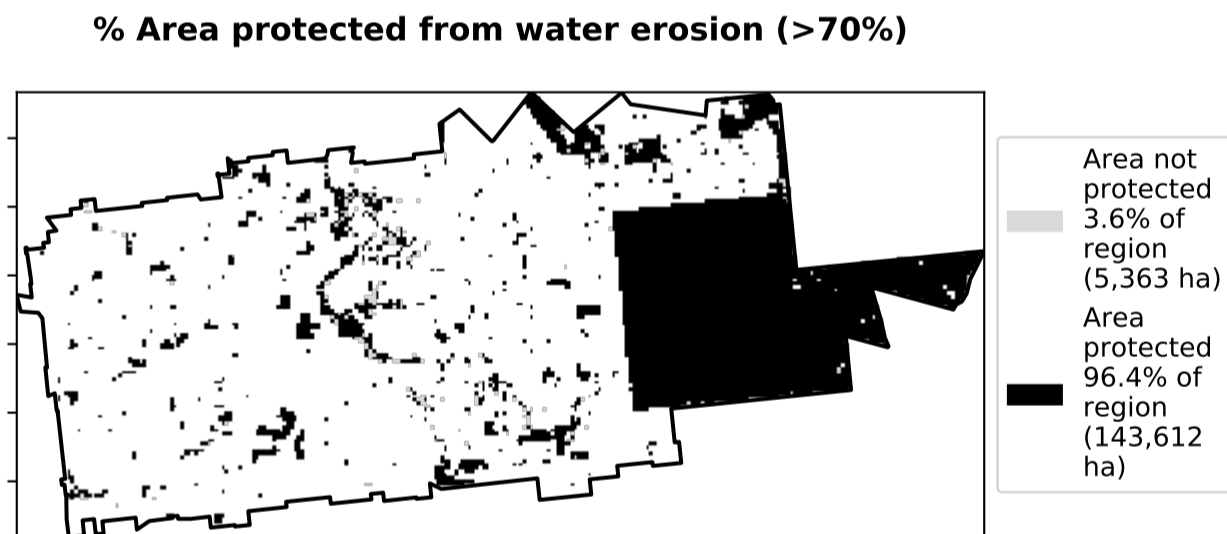 % Area protected from water erosion (>70%)
Area not
protected
3.6% of
region
(5,363 ha)
Area
protected
96.4% of
region
(143,612
ha)